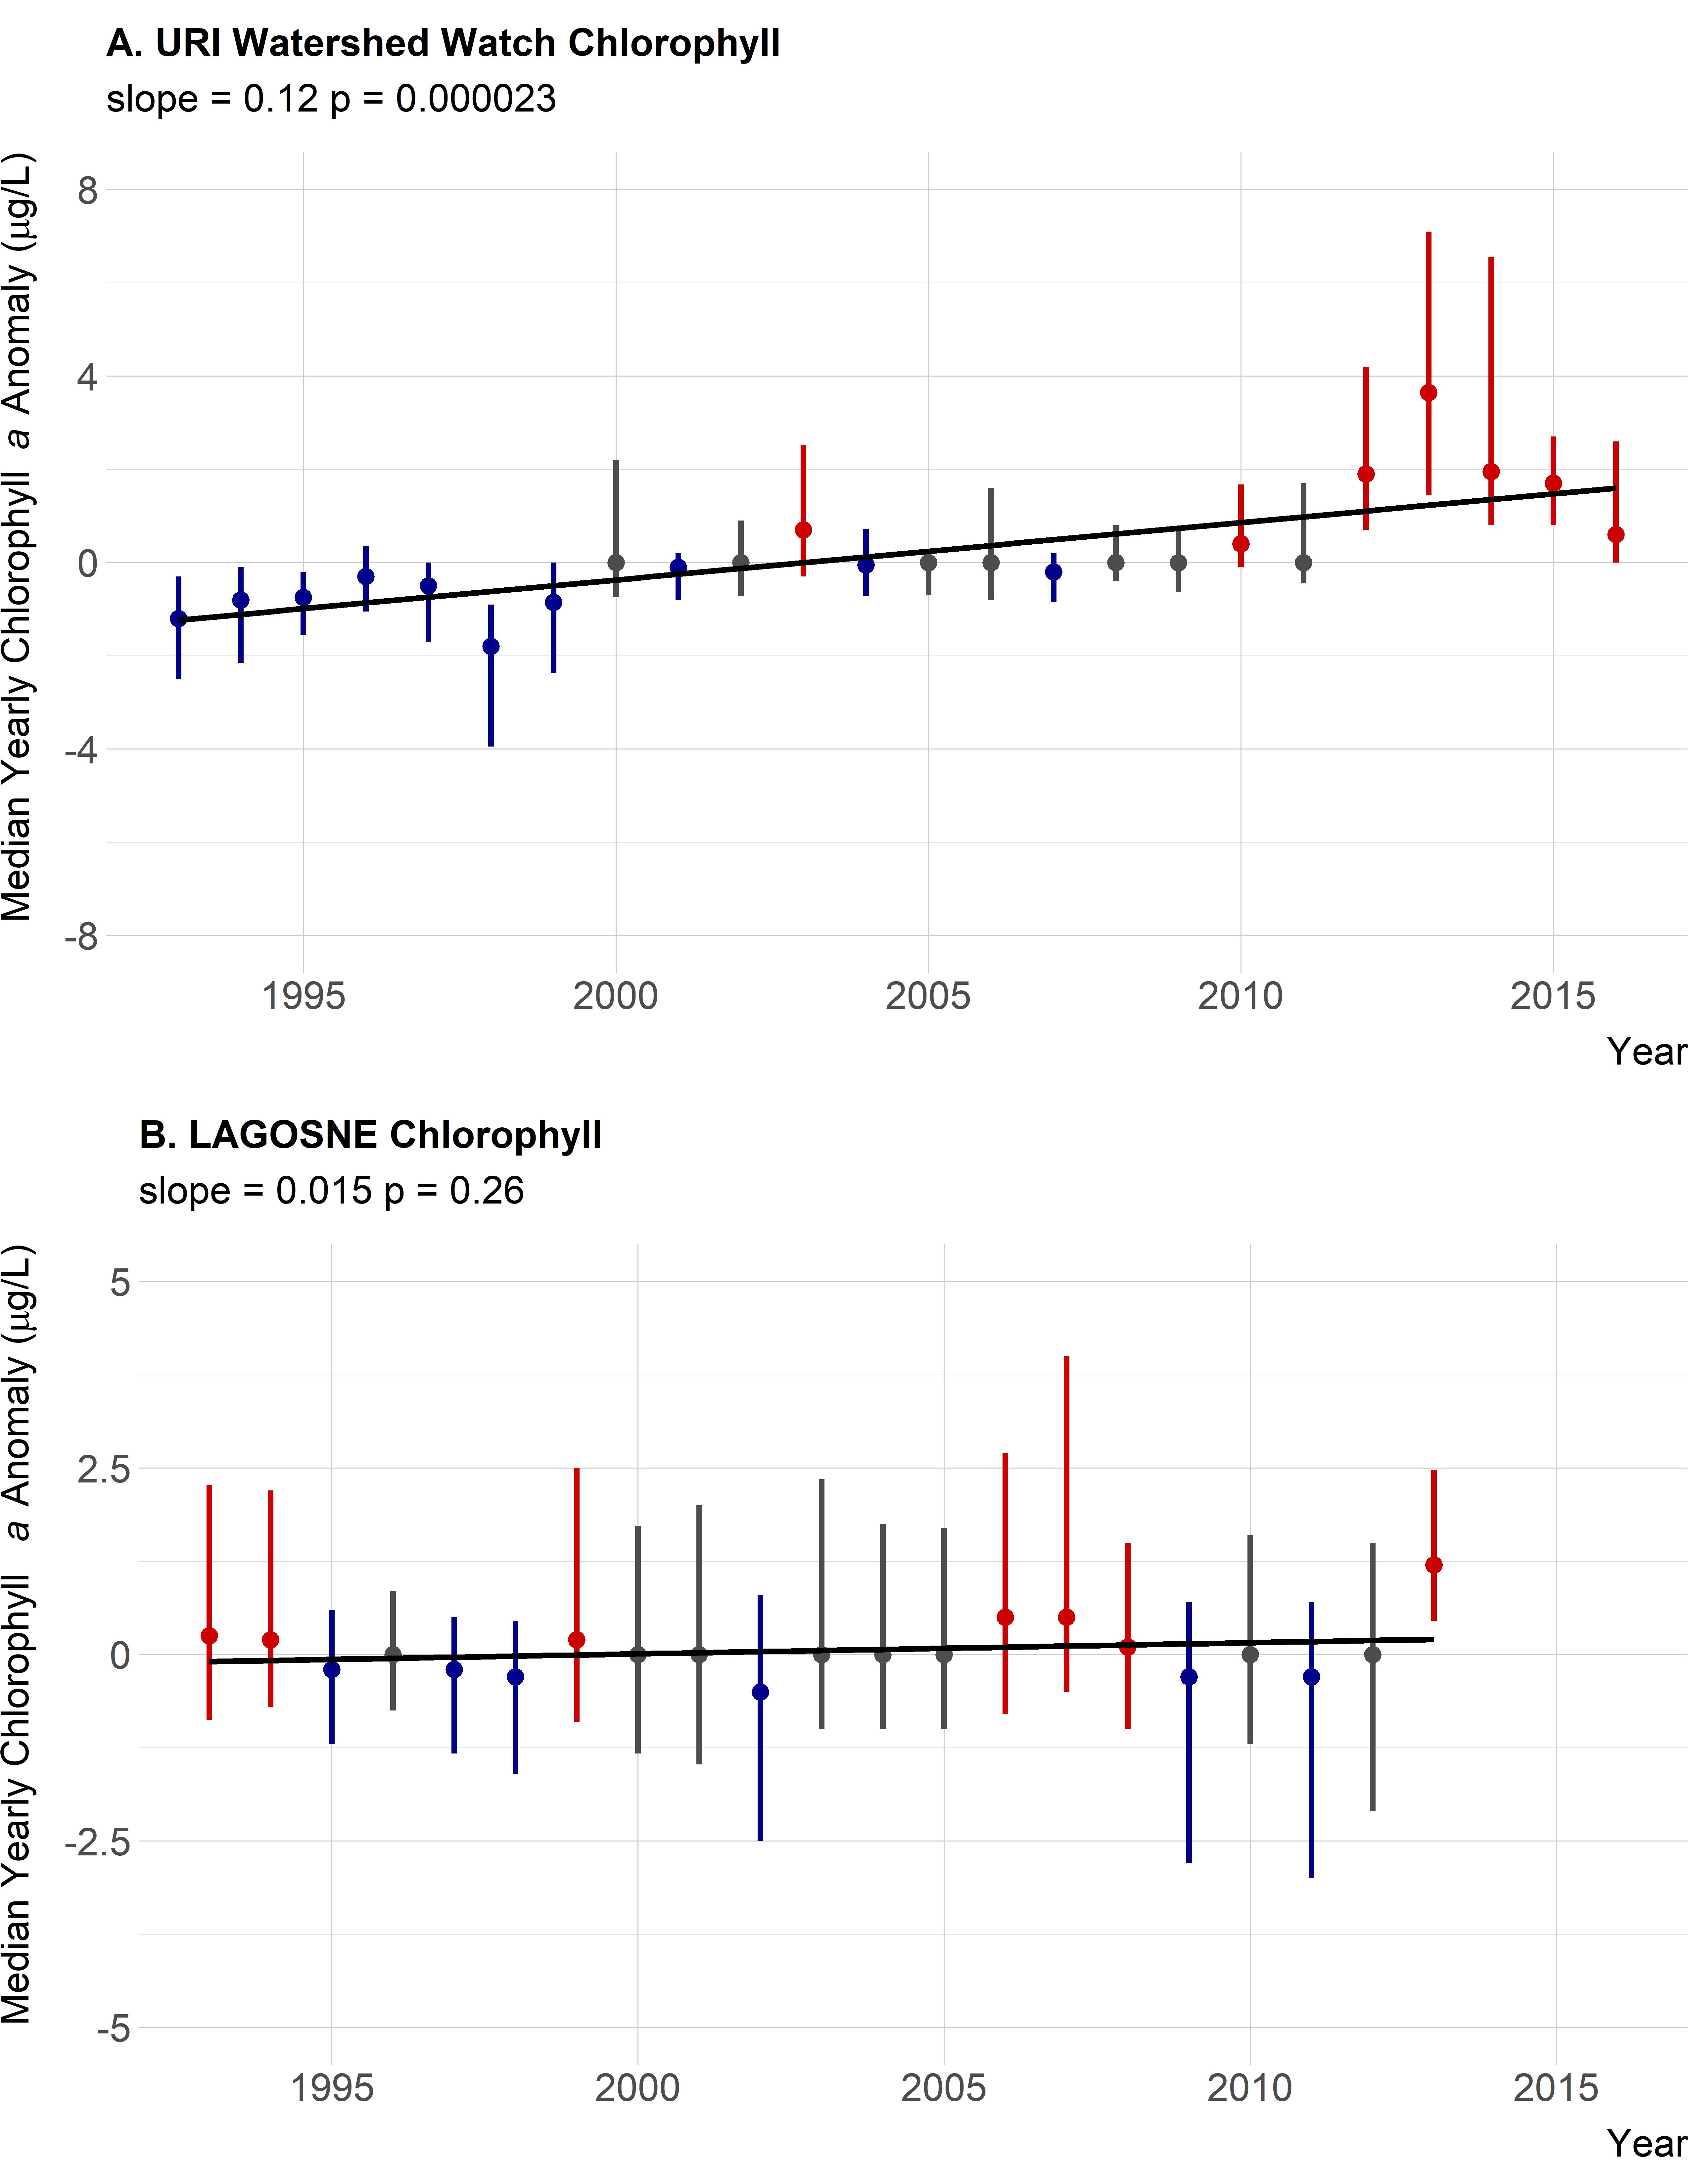 A. URI Watershed Watch Chlorophyll
slope = 0.12 p = 0.000023
Median Yearly Chlorophyll a Anomaly (μg/L)
8
4
0
-4
-8
1995 2000 2005 2010 2015
Year
B. LAGOSNE Chlorophyll
slope = 0.015 p = 0.26
Median Yearly Chlorophyll a Anomaly (μg/L)
5
2.5
0
-2.5
-5
1995 2000 2005 2010 2015
Year